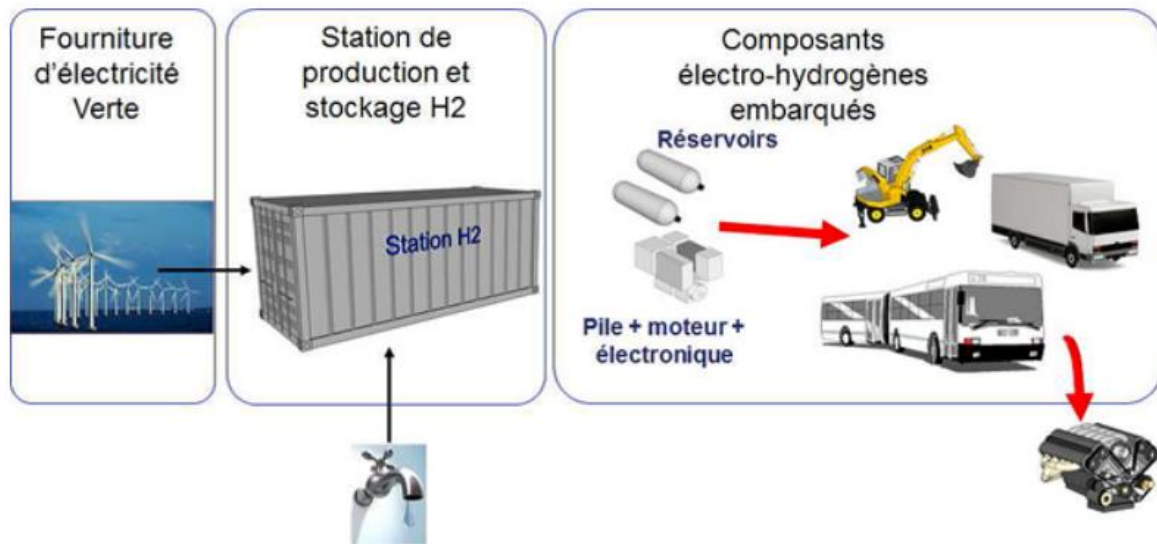 Fourniture
d'électricité
Verte
Station de
production et
stockage H2
Station H2
Composants
électro-hydrogènes
embarqués
Réservoirs
Pile + moteur +
électronique